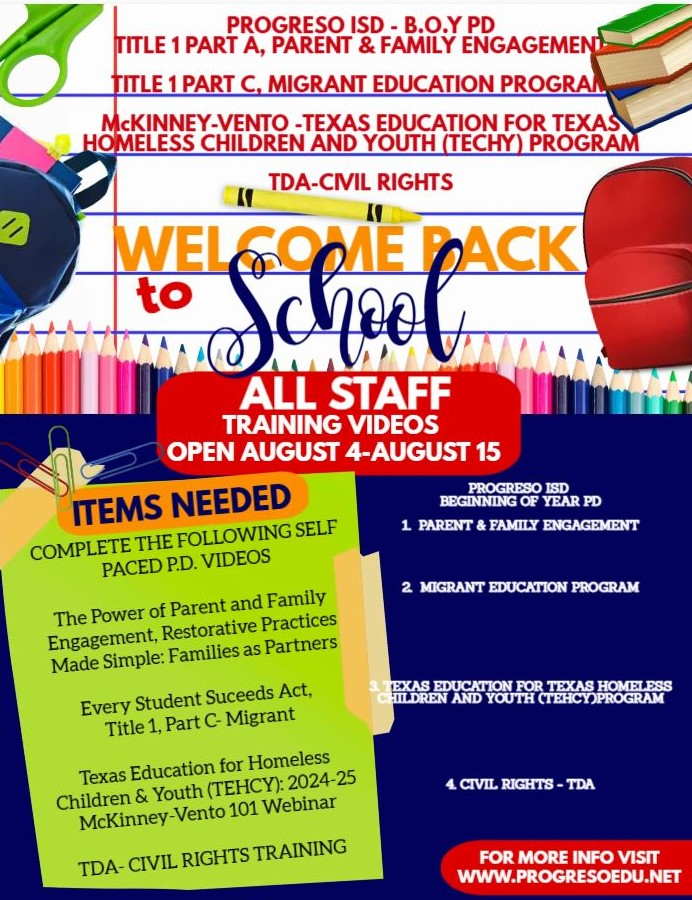 PROGRESO ISD - B.O.Y PD
TITLE 1 PART A, PARENT & FAMILY ENGAGEMENT
TITLE 1 PART C, MIGRANT EDUCATION PROGRAM
McKINNEY-VENTO -TEXAS EDUCATION FOR TEXAS
HOMELESS CHILDREN AND YOUTH (TECHY) PROGRAM
TDA-CIVIL RIGHTS
WELCOME BACK
to School
ALL STAFF
TRAINING VIDEOS
OPEN AUGUST 4-AUGUST 15
ITEMS NEEDED
COMPLETE THE FOLLOWING SELF
PACED P.D. VIDEOS
The Power of Parent and Family
Engagement, Restorative Practices
Made Simple: Families as Partners
Every Student Suceeds Act,
Title 1, Part C- Migrant
Texas Education for Homeless
Children & Youth (TEHCY): 2024-25
McKinney-Vento 101 Webinar
TDA- CIVIL RIGHTS TRAINING
PROGRESO ISD
BEGINNING OF YEAR PD
1. PARENT & FAMILY ENGAGEMENT
2. MIGRANT EDUCATION PROGRAM
3. TEXAS EDUCATION FOR TEXAS HOMELESS
CHILDREN AND YOUTH (TEHCY)PROGRAM
4. CIVIL RIGHTS - TDA
FOR MORE INFO VISIT
WWW.PROGRESOEDU.NET